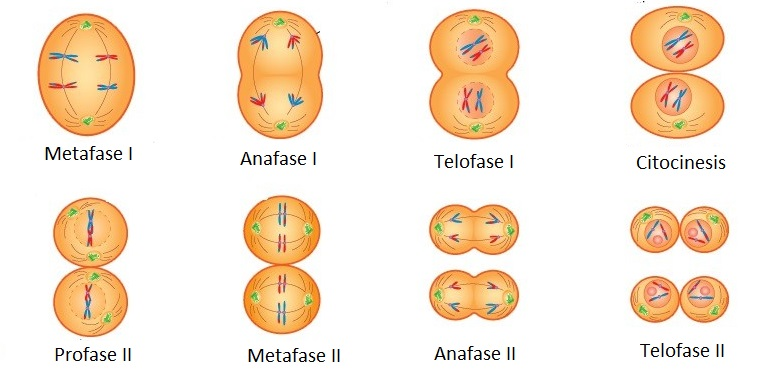 Metafase I
Anafase I
Telofase I
Citocinesis
Profase II
Metafase II
Anafase II
Telofase II